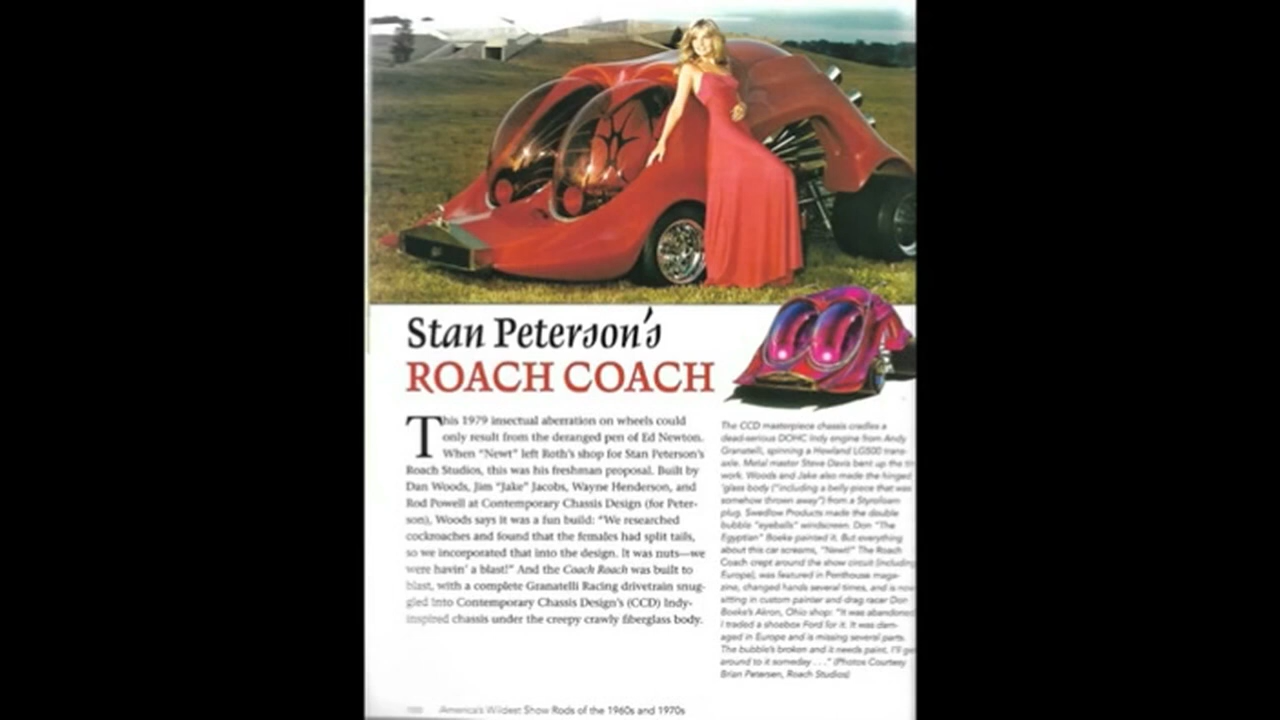 Stan Peterson's
ROACH COACH
This 1979 insectual aberration on wheels could
only result from the deranged pen of Ed Newton.
When "Newt" left Roth's shop for Stan Peterson's
Roach Studios, this was his freshman proposal. Built by
Dan Woods, Jim "Jake" Jacobs, Wayne Henderson, and
Rod Powell at Contemporary Chassis Design (for Peter-
son), Woods says it was a fun build: "We researched
cockroaches and found that the females had split tails,
so we incorporated that into the design. It was nuts—we
were havin' a blast!" And the Coach Roach was built to
blast, with a complete Granatelli Racing drivetrain snug-
gled into Contemporary Chassis Design's (CCD) Indy-
inspired chassis under the creepy crawly fiberglass body.
The CCD masterpiece chassis cradles a
dead-serious DOHC Indy engine from Andy
Granatelli, spinning a Howland LG500 trans-
axle. Metal master Steve Davis bent up the
work. Woods and Jake also made the hinged
'glass body ("including a belly piece that was
somehow thrown away") from a Styrofoam
plug. Swedlow Products made the double
bubble "eyeballs" windscreen. Don "The
Egyptian" Boeke painted it. But everything
about this car screams, "Newt!" The Roach
Coach crept around the show circuit (including
Europe), was featured in Penthouse maga-
zine, changed hands several times, and is now
sitting in custom painter and drag racer Don
Boeke's Akron, Ohio shop: "It was abandoned
I traded a shoebox Ford for it. It was dam-
aged in Europe and is missing several parts.
The bubble's broken and it needs paint. I'll get
around to it someday . . ." (Photos Courtesy
Brian Petersen, Roach Studios)
America's Wildest Show Rods of the 1960s and 1970s